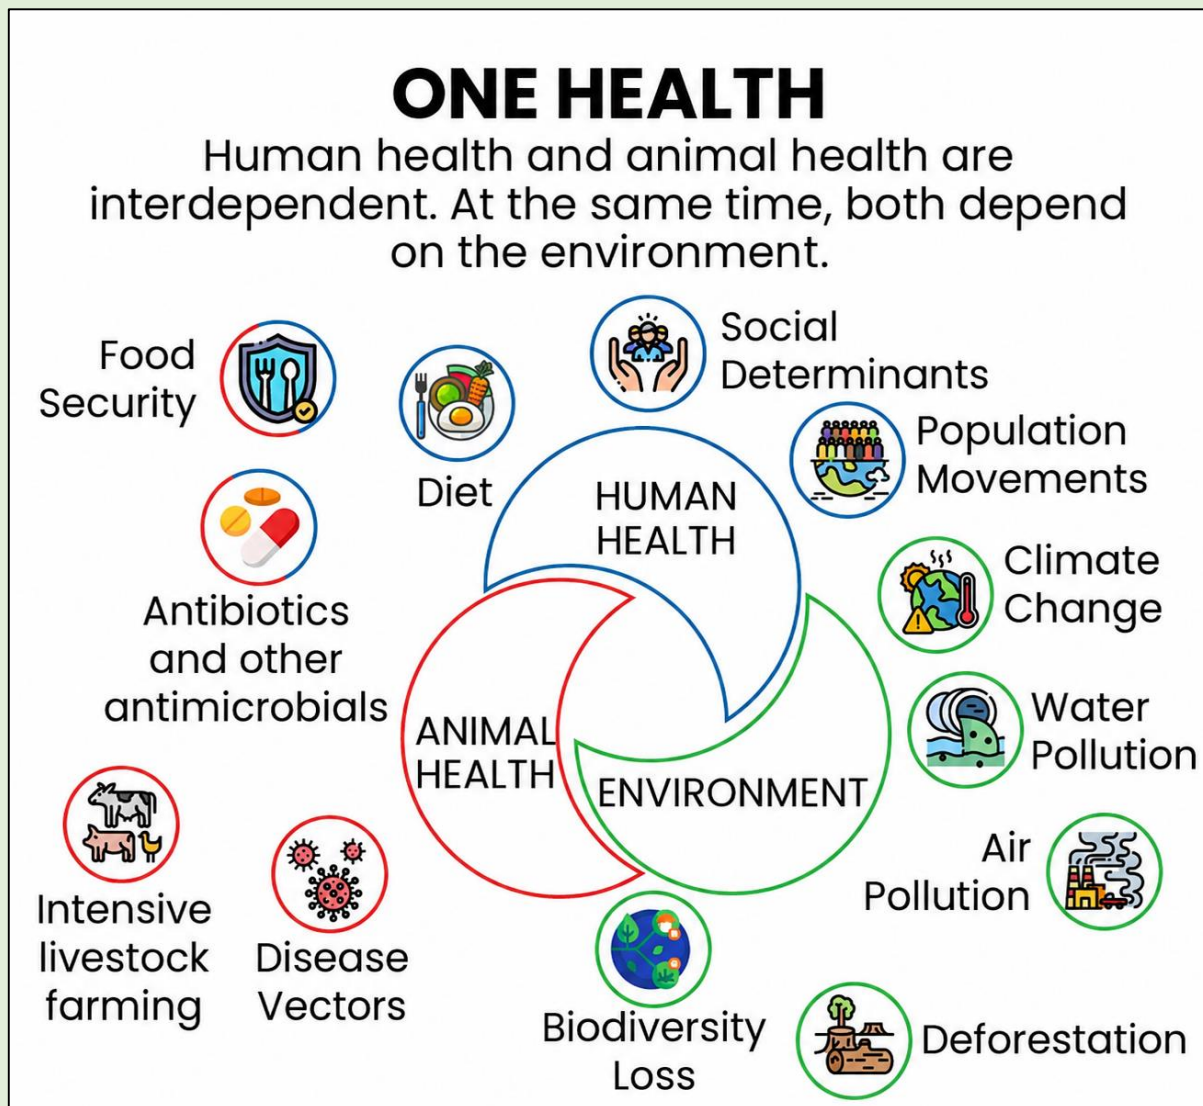 ONE HEALTH
Human health and animal health are
interdependent. At the same time, both depend
on the environment.
Food
Security
Diet
Social
Determinants
Population
Movements
HUMAN
HEALTH
Antibiotics
and other
antimicrobials
Climate
Change
Water
Pollution
ANIMAL
HEALTH
ENVIRONMENT
Air
Pollution
Intensive
livestock
farming
Disease
Vectors
Biodiversity
Loss
Deforestation